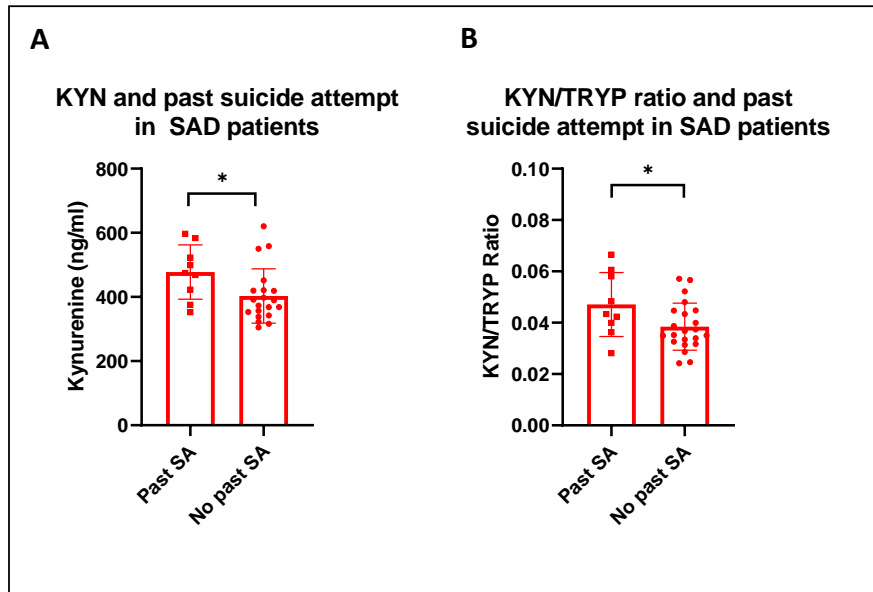 A
KYN and past suicide attempt
in SAD patients
Kynurenine (ng/ml)
800
600
400
200
0
*
Past SA
No past SA
B
KYN/TRYP ratio and past
suicide attempt in SAD patients
KYN/TRYP Ratio
0.10
0.08
0.06
0.04
0.02
0.00
*
Past SA
No past SA